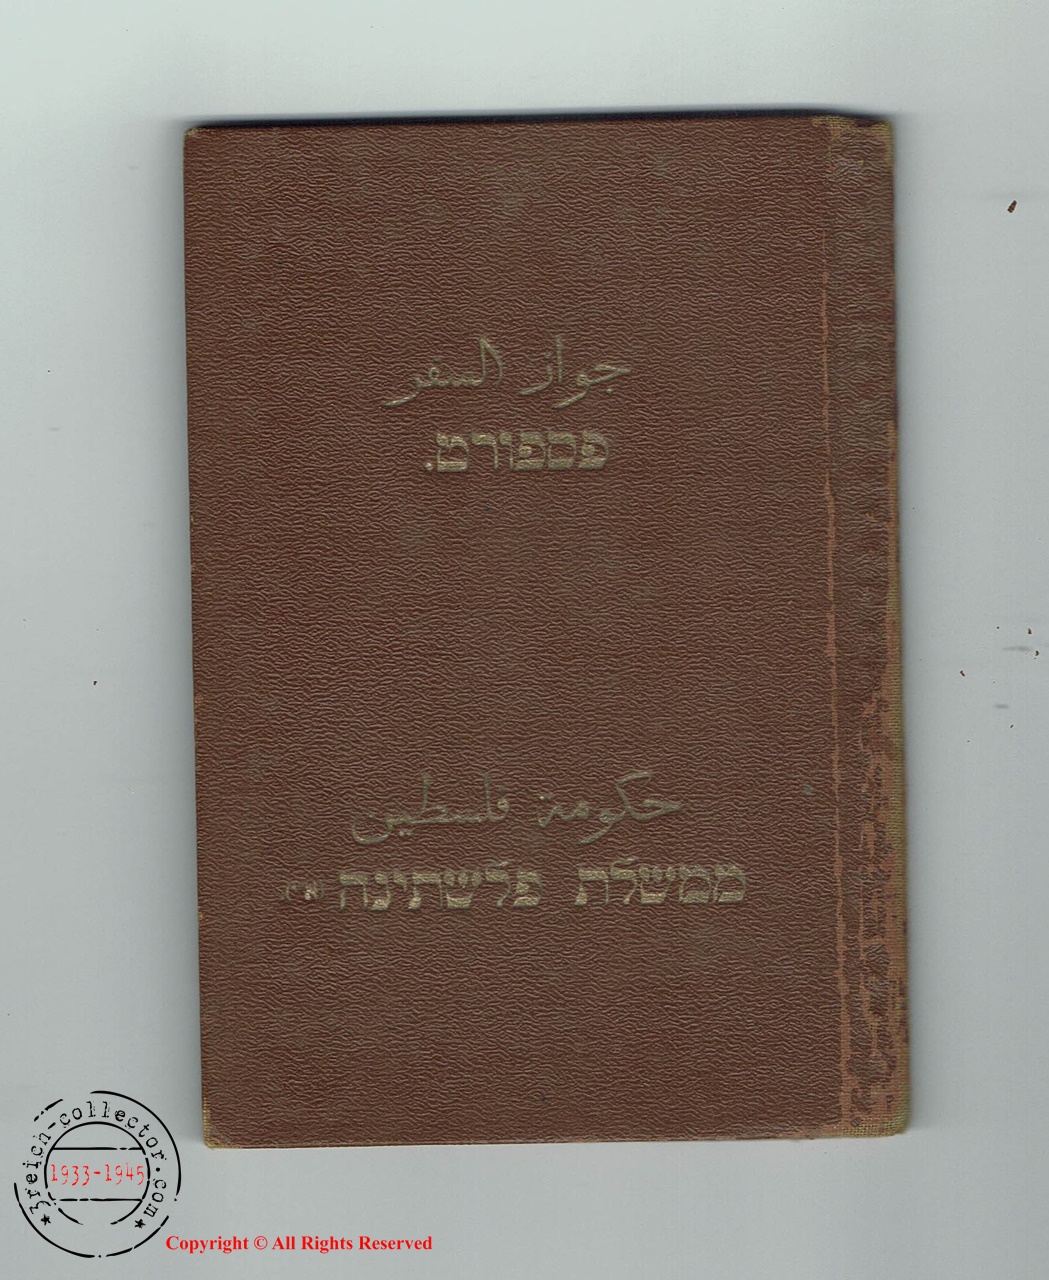 جواز السفر
פספורט.
حكومة فلسطين
ממשלת פלשתינה (א״י).
3reich-collector.com
1933-1945
Copyright © All Rights Reserved